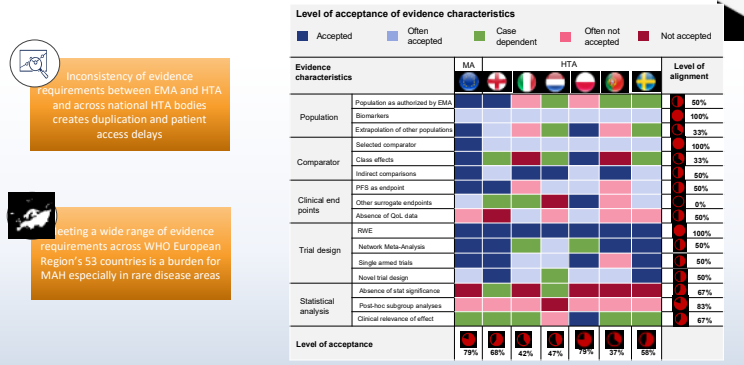 Level of acceptance of evidence characteristics
Accepted
Often
accepted
Case
dependent
Often not
accepted
Not accepted
Inconsistency of evidence
requirements between EMA and HTA
and across national HTA bodies
creates duplication and patient
access delays
Meeting a wide range of evidence
requirements across WHO European
Region's 53 countries is a burden for
MAH especially in rare disease areas
Evidence
characteristics
MA
HTA
Level of
alignment
Population
Population as authorized by EMA
50%
Biomarkers
100%
Extrapolation of other populations
33%
Comparator
Selected comparator
100%
Class effects
33%
Indirect comparisons
50%
Clinical end
points
PFS as endpoint
50%
Other surrogate endpoints
0%
Absence of QoL data
50%
Trial design
RWE
100%
Network Meta-Analysis
50%
Single armed trials
50%
Novel trial design
50%
Statistical
analysis
Absence of stat significance
67%
Post-hoc subgroup analyses
83%
Clinical relevance of effect
67%
Level of acceptance
79%
68%
42%
47%
79%
37%
58%